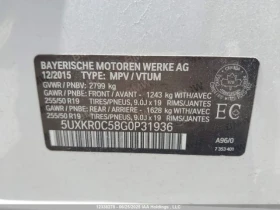 BAYERISCHE MOTOREN WERKE AG
12/2015 TYPE: MPV / VTUM
GVWR / PNBV: 2799 kg
GAWR / PNBE - FRONT / AVANT - 1243 kg WITH/AVEC
255/50 R19 TIRES/PNEUS, 9.0J x 19 RIMS/JANTES
GAWR / PNBE - REAR / ARRIERE - 1628 kg WITH/AVEC
255/50 R19 TIRES/PNEUS, 9.0J x 19 RIMS/JANTES
EC
5UXKR0C58G0P31936
A96/0